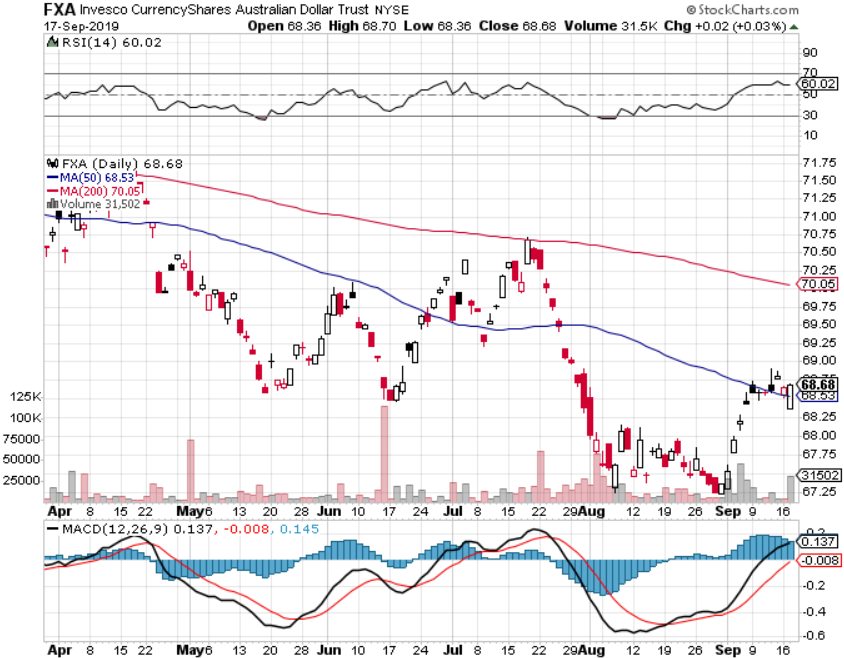 FXA Invesco CurrencyShares Australian Dollar Trust NYSE
© StockCharts.com
17-Sep-2019
Open 68.36 High 68.70 Low 68.36 Close 68.68 Volume 31.5K Chg +0.02 (+0.03%)
RSI(14) 60.02
90
70
60.02
50
30
10
FXA (Daily) 68.68
MA(50) 68.53
MA(200) 70.05
Volume 31,502
71.75
71.50
71.25
71.00
70.75
70.50
70.25
70.05
69.75
69.50
69.25
69.00
68.68
68.53
68.25
68.00
67.75
31502
67.25
125K
100K
75000
50000
25000
Apr 8 15 22 May 6 13 20 28 Jun 10 17 24 Jul 8 15 22 29 Aug 12 19 26 Sep 9 16
MACD(12,26,9) 0.137, -0.008, 0.145
0.2
0.137
-0.008
-0.2
-0.4
-0.6
Apr 8 15 22 May 6 13 20 28 Jun 10 17 24 Jul 8 15 22 29 Aug 12 19 26 Sep 9 16